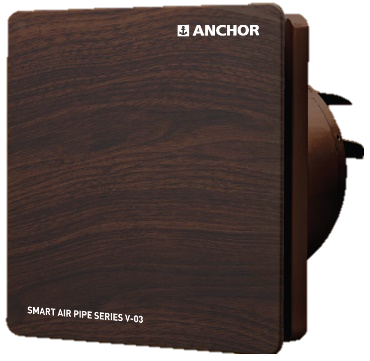 ANCHOR
SMART AIR PIPE SERIES V-03